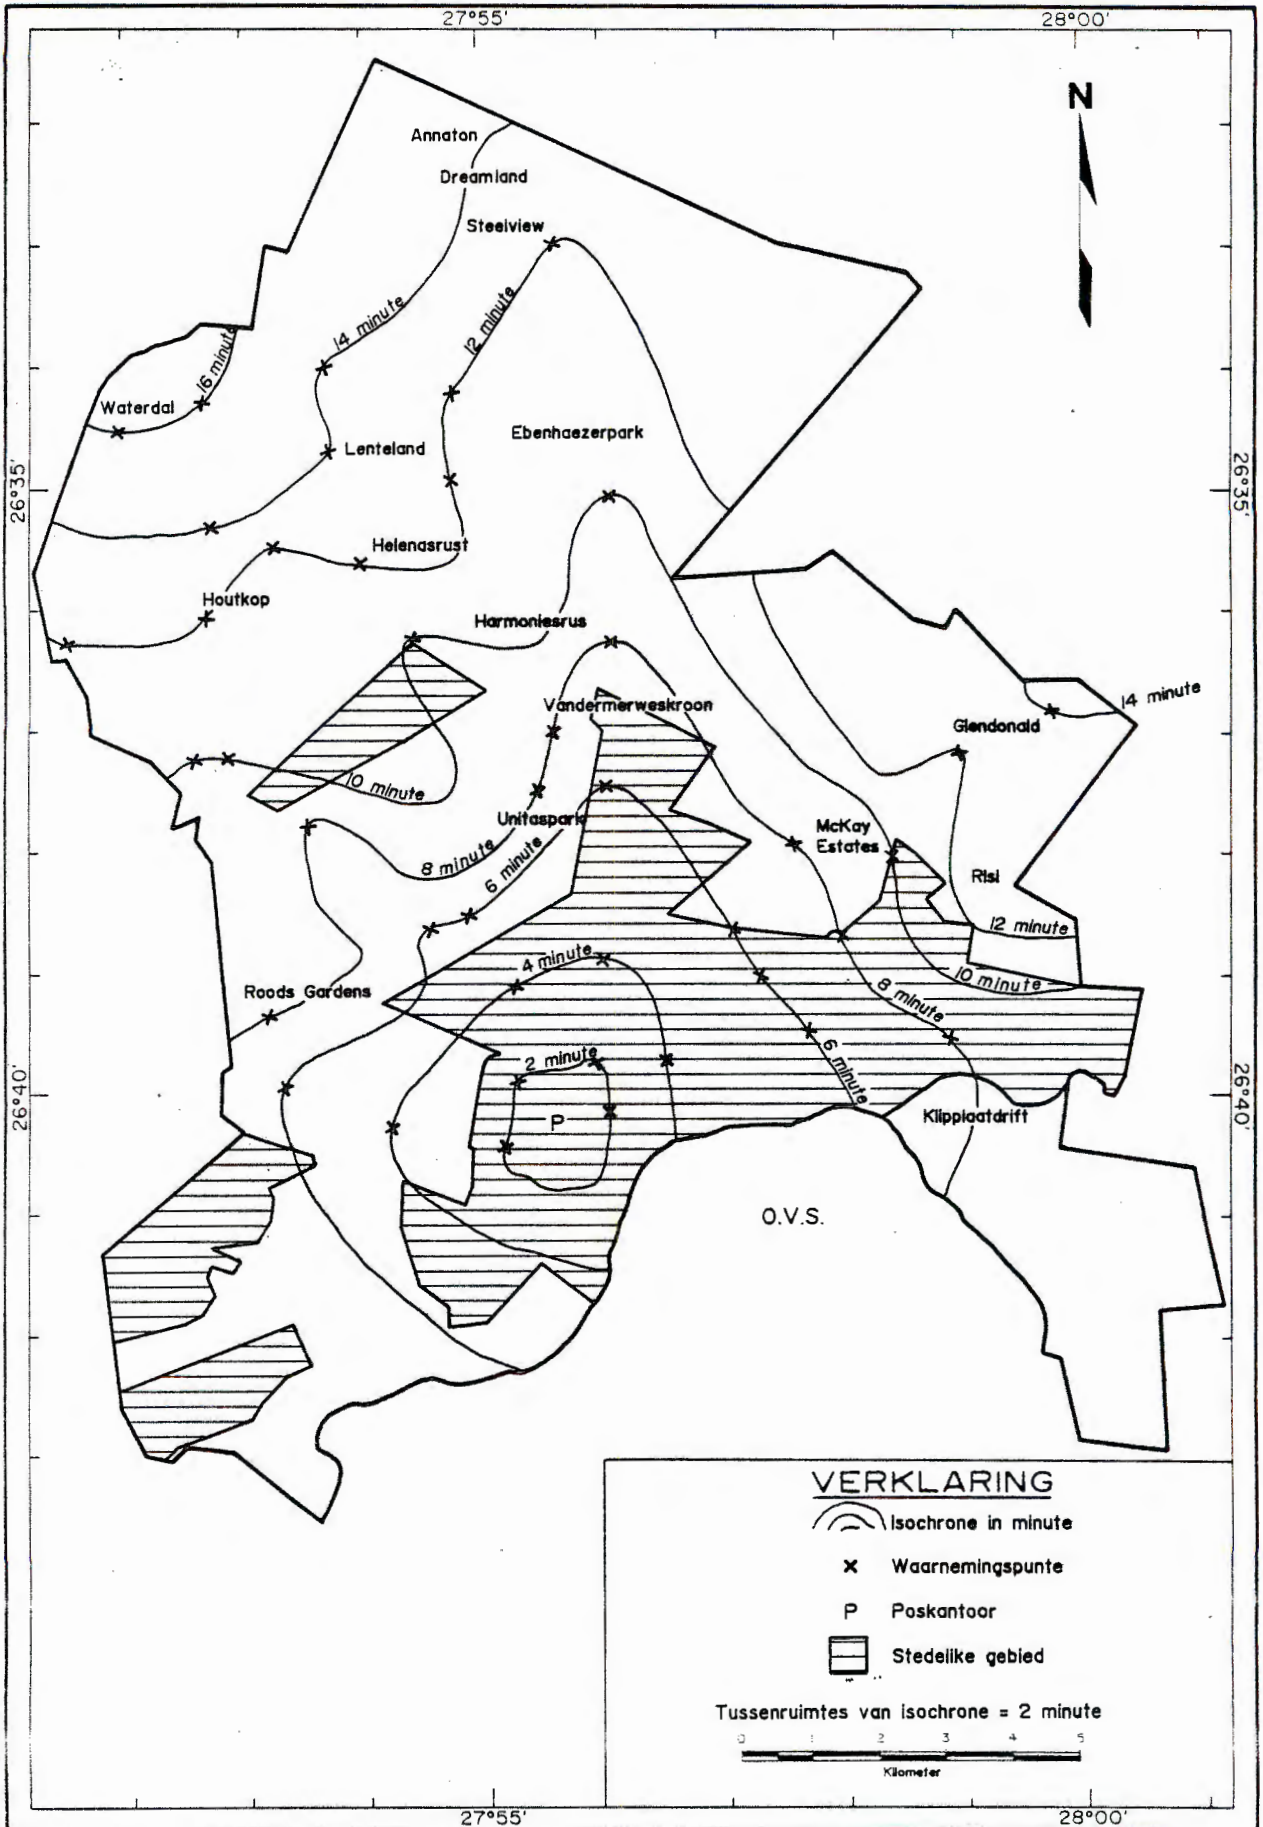 27°55'
28°00'
N
Annaton
Dreamland
Steelview
14 minute
12 minute
16 minute
Waterdal
Ebenhaezerpark
Lenteland
26°35'
26°35'
Helenasrust
Houtkop
Harmoniesrus
14 minute
Vandermerweskroon
Glendonald
10 minute
Unitaspark
McKay
Estates
8 minute
6 minute
Risi
12 minute
4 minute
10 minute
Roods Gardens
8 minute
2 minute
6 minute
26°40'
26°40'
P
Klipplaatdrift
O.V.S.
VERKLARING
Isochrone in minute
x Waarnemingspunte
P Poskantoor
Stedelike gebied
Tussenruimtes van isochrone = 2 minute
0 1 2 3 4 5
Kilometer
27°55'
28°00'